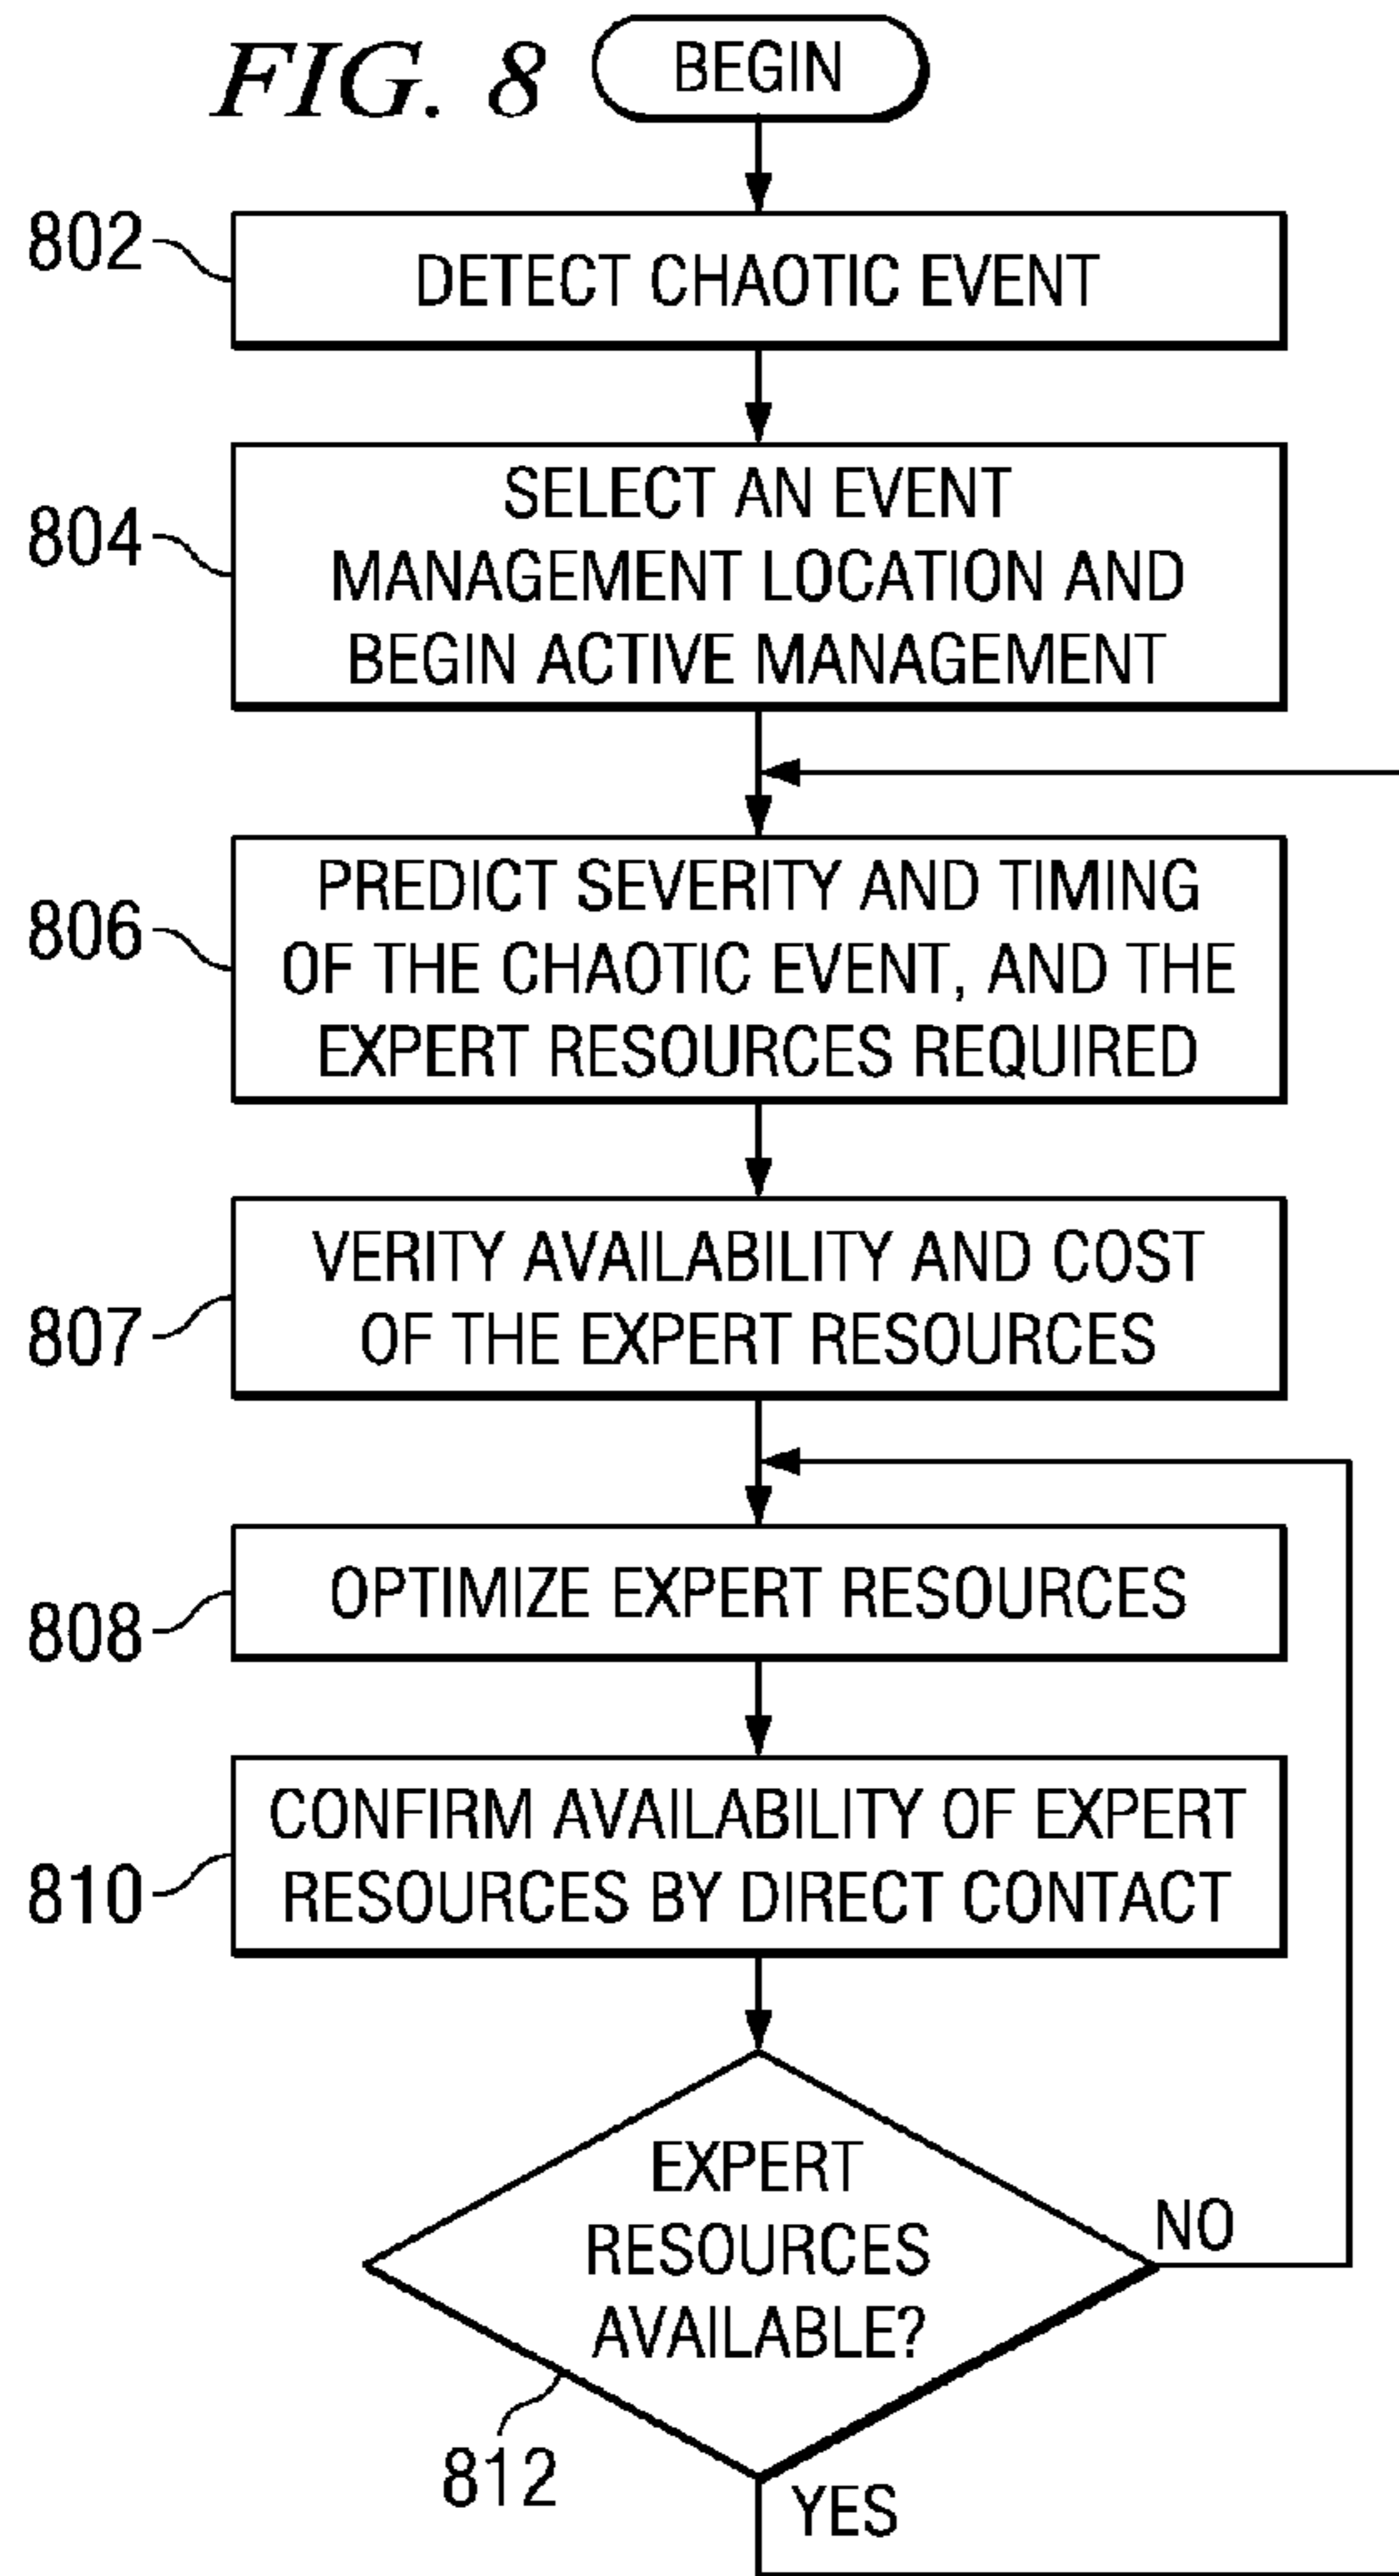 FIG. 8
BEGIN
802
DETECT CHAOTIC EVENT
804
SELECT AN EVENT
MANAGEMENT LOCATION AND
BEGIN ACTIVE MANAGEMENT
806
PREDICT SEVERITY AND TIMING
OF THE CHAOTIC EVENT, AND THE
EXPERT RESOURCES REQUIRED
807
VERITY AVAILABILITY AND COST
OF THE EXPERT RESOURCES
808
OPTIMIZE EXPERT RESOURCES
810
CONFIRM AVAILABILITY OF EXPERT
RESOURCES BY DIRECT CONTACT
EXPERT
RESOURCES
AVAILABLE?
NO
812
YES